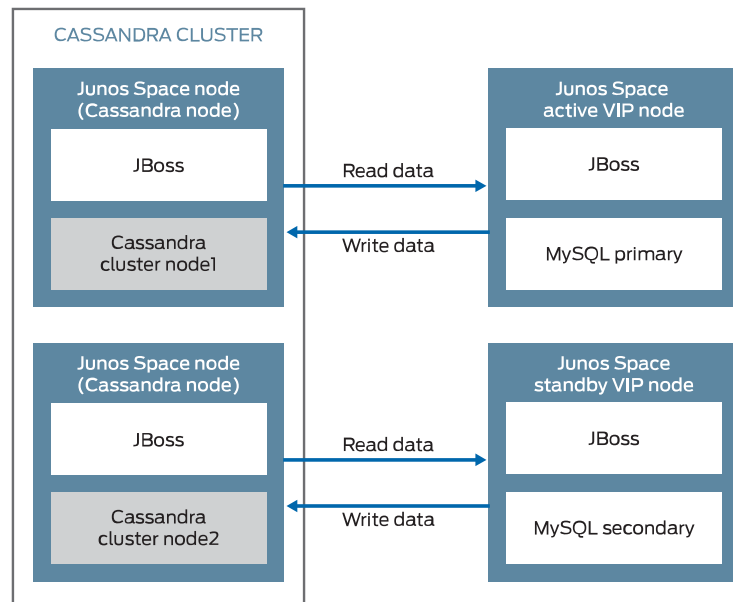 CASSANDRA CLUSTER
Junos Space node
(Cassandra node)
JBoss
Cassandra
cluster node1
Read data
Write data
Junos Space
active VIP node
JBoss
MySQL primary
Junos Space node
(Cassandra node)
JBoss
Cassandra
cluster node2
Read data
Write data
Junos Space
standby VIP node
JBoss
MySQL secondary